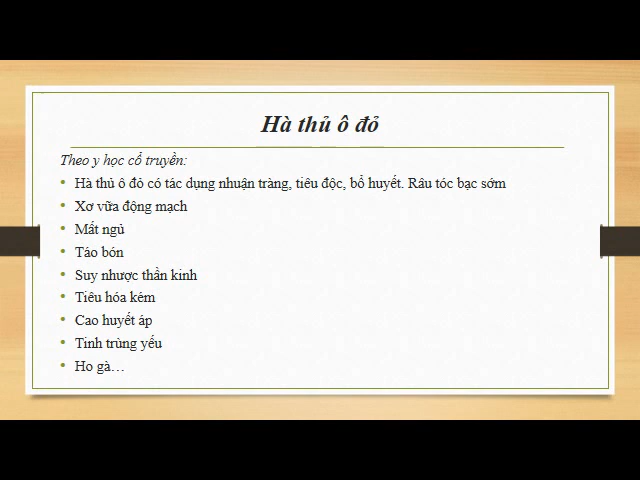 Hà thủ ô đỏ
Theo y học cổ truyền:
• Hà thủ ô đỏ có tác dụng nhuận tràng, tiêu độc, bổ huyết. Râu tóc bạc sớm
• Xơ vữa động mạch
• Mất ngủ
• Táo bón
• Suy nhược thần kinh
• Tiêu hóa kém
• Cao huyết áp
• Tinh trùng yếu
• Ho gà…